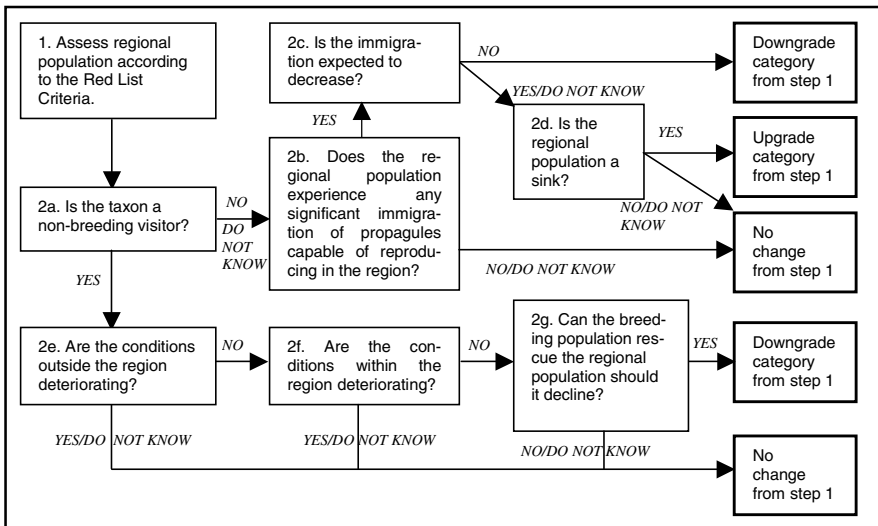 1. Assess regional
population according
to the Red List
Criteria.
2c. Is the immigra-
tion expected to
decrease?
NO
Downgrade
category
from step 1
YES/DO NOT KNOW
YES
2d. Is the
regional
population a
sink?
YES
Upgrade
category
from step 1
2a. Is the taxon a
non-breeding visitor?
NO
DO
NOT
KNOW
2b. Does the re-
gional population
experience any
significant immigra-
tion of propagules
capable of reprodu-
cing in the region?
NO/DO NOT
KNOW
NO/DO NOT KNOW
No
change
from step 1
YES
2e. Are the conditions
outside the region
deteriorating?
NO
2f. Are the con-
ditions within the
region deteriorating?
NO
2g. Can the breed-
ing population res-
cue the regional
population should
it decline?
YES
Downgrade
category
from step 1
YES/DO NOT KNOW
YES/DO NOT KNOW
NO/DO NOT KNOW
No
change
from step 1